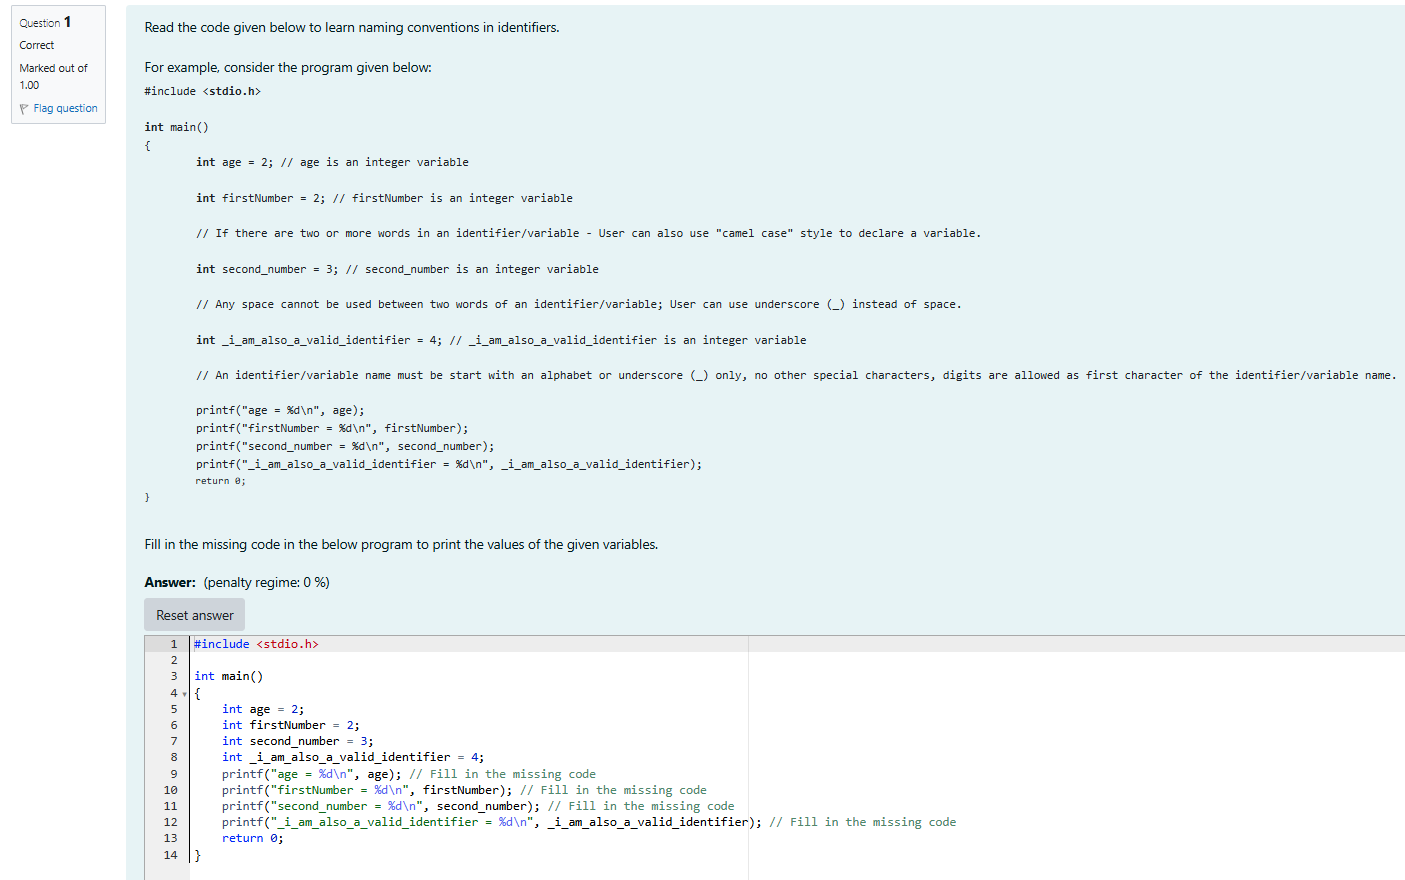 Question 1
Correct
Marked out of
1.00
Flag question
Read the code given below to learn naming conventions in identifiers.
For example, consider the program given below:
#include <stdio.h>
int main()
{
int age = 2; // age is an integer variable
int firstNumber = 2; // firstNumber is an integer variable
// If there are two or more words in an identifier/variable - User can also use "camel case" style to declare a variable.
int second_number = 3; // second_number is an integer variable
// Any space cannot be used between two words of an identifier/variable; User can use underscore (_) instead of space.
int _i_am_also_a_valid_identifier = 4; // _i_am_also_a_valid_identifier is an integer variable
// An identifier/variable name must be start with an alphabet or underscore (_) only, no other special characters, digits are allowed as first character of the identifier/variable name.
printf("age = %d\n", age);
printf("firstNumber = %d\n", firstNumber);
printf("second_number = %d\n", second_number);
printf("_i_am_also_a_valid_identifier = %d\n", _i_am_also_a_valid_identifier);
return 0;
}
Fill in the missing code in the below program to print the values of the given variables.
Answer: (penalty regime: 0 %)
Reset answer
1 #include <stdio.h>
2
3 int main()
4 {
5 int age = 2;
6 int firstNumber = 2;
7 int second_number = 3;
8 int _i_am_also_a_valid_identifier = 4;
9 printf("age = %d\n", age); // Fill in the missing code
10 printf("firstNumber = %d\n", firstNumber); // Fill in the missing code
11 printf("second_number = %d\n", second_number); // Fill in the missing code
12 printf("_i_am_also_a_valid_identifier = %d\n", _i_am_also_a_valid_identifier); // Fill in the missing code
13 return 0;
14 }